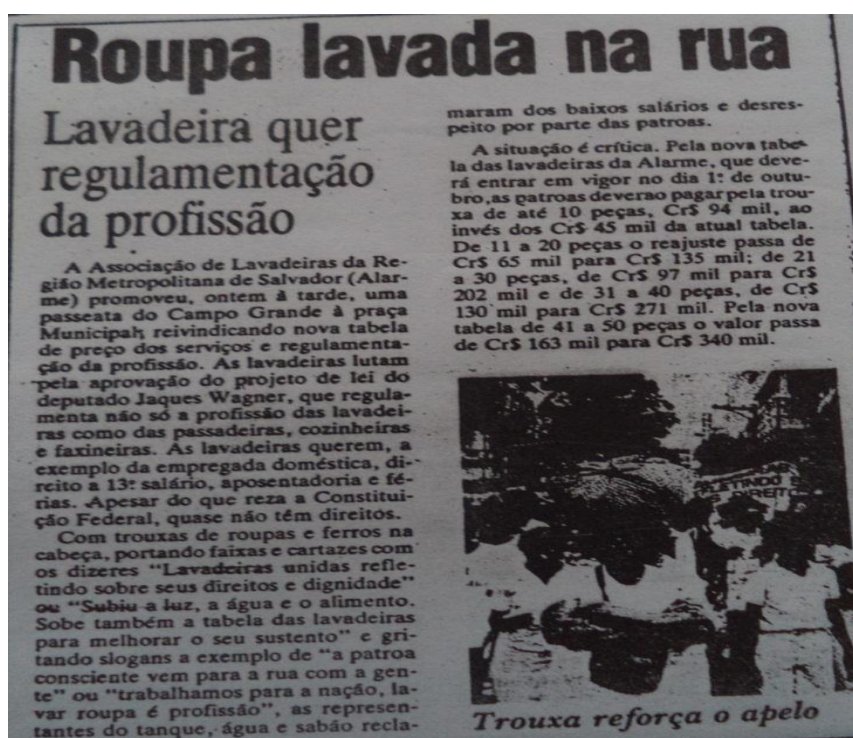 Roupa lavada na rua
Lavadeira quer
regulamentação
da profissão
A Associação de Lavadeiras da Re-
gião Metropolitana de Salvador (Alar-
me) promoveu, ontem à tarde, uma
passeata do Campo Grande à praça
Municipal, reivindicando nova tabela
de preço dos serviços e regulamenta-
ção da profissão. As lavadeiras lutam
pela aprovação do projeto de lei do
deputado Jaques Wagner, que regula-
menta não só a profissão das lavadei-
ras como das passadeiras, cozinheiras
e faxineiras. As lavadeiras querem, a
exemplo da empregada doméstica, di-
reito a 13º salário, aposentadoria e fé-
rias. Apesar do que reza a Constitui-
ção Federal, quase não têm direitos.
Com trouxas de roupas e ferros na
cabeça, portando faixas e cartazes com
os dizeres "Lavadeiras unidas refle-
tindo sobre seus direitos e dignidade"
ou "Subiu a luz, a água e o alimento.
Sobe também a tabela das lavadeiras
para melhorar o seu sustento" e gri-
tando slogans a exemplo de "a patroa
consciente vem para a rua com a gen-
te" ou "trabalhamos para a nação, la-
var roupa é profissão", as represen-
tantes do tanque, água e sabão recla-
maram dos baixos salários e desres-
peito por parte das patroas.
A situação é crítica. Pela nova tabe-
la das lavadeiras da Alarme, que deve-
rá entrar em vigor no dia 1º de outu-
bro,as patroas deverao pagar pela trou-
xa de até 10 peças, Cr$ 94 mil, ao
invés dos Cr$ 45 mil da atual tabela.
De 11 a 20 peças o reajuste passa de
Cr$ 65 mil para Cr$ 135 mil; de 21
a 30 peças, de Cr$ 97 mil para Cr$
202 mil e de 31 a 40 peças, de Cr$
130 mil para Cr$ 271 mil. Pela nova
tabela de 41 a 50 peças o valor passa
de Cr$ 163 mil para Cr$ 340 mil.
Trouxa reforça o apelo